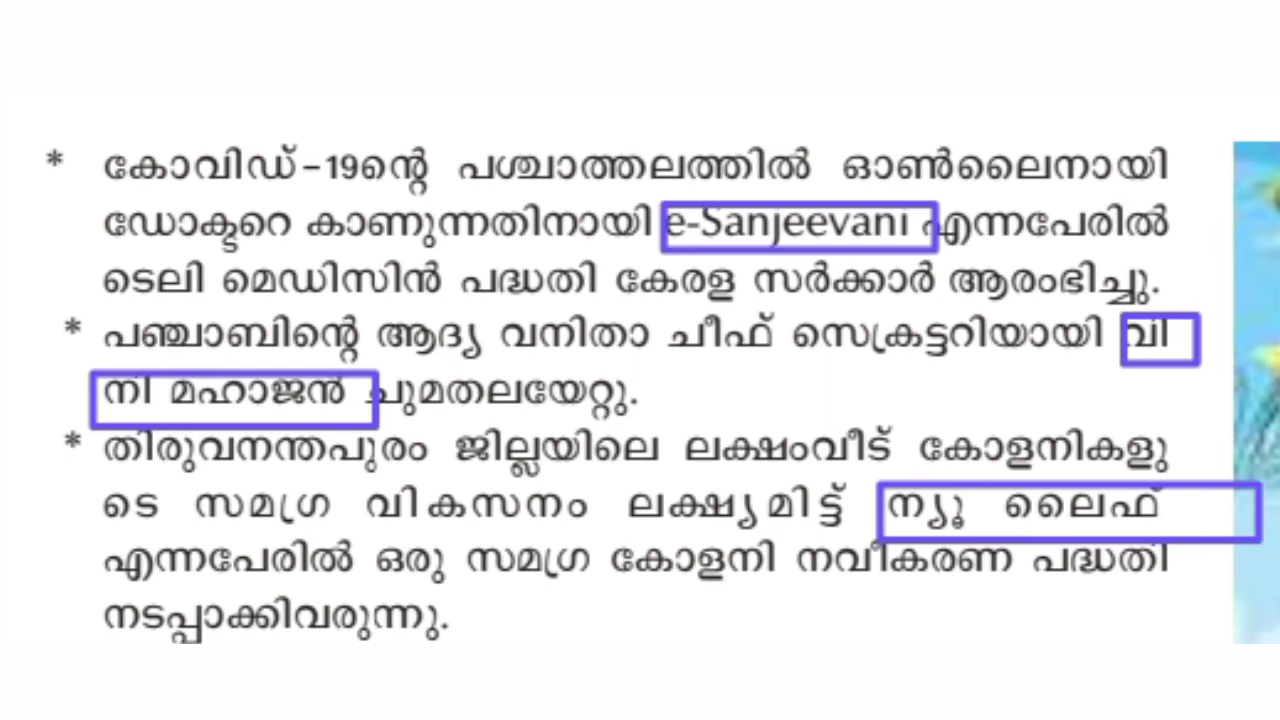 * കോവിഡ്-19ന്റെ പശ്ചാത്തലത്തിൽ ഓൺലൈനായി
ഡോക്ടറെ കാണുന്നതിനായി e-Sanjeevani എന്നപേരിൽ
ടെലി മെഡിസിൻ പദ്ധതി കേരള സർക്കാർ ആരംഭിച്ചു.
* പഞ്ചാബിന്റെ ആദ്യ വനിതാ ചീഫ് സെക്രട്ടറിയായി വി
നി മഹാജൻ ചുമതലയേറ്റു.
* തിരുവനന്തപുരം ജില്ലയിലെ ലക്ഷംവീട് കോളനികളു
ടെ സമഗ്ര വികസനം ലക്ഷ്യമിട്ട് ന്യൂ ലൈഫ്
എന്നപേരിൽ ഒരു സമഗ്ര കോളനി നവീകരണ പദ്ധതി
നടപ്പാക്കിവരുന്നു.